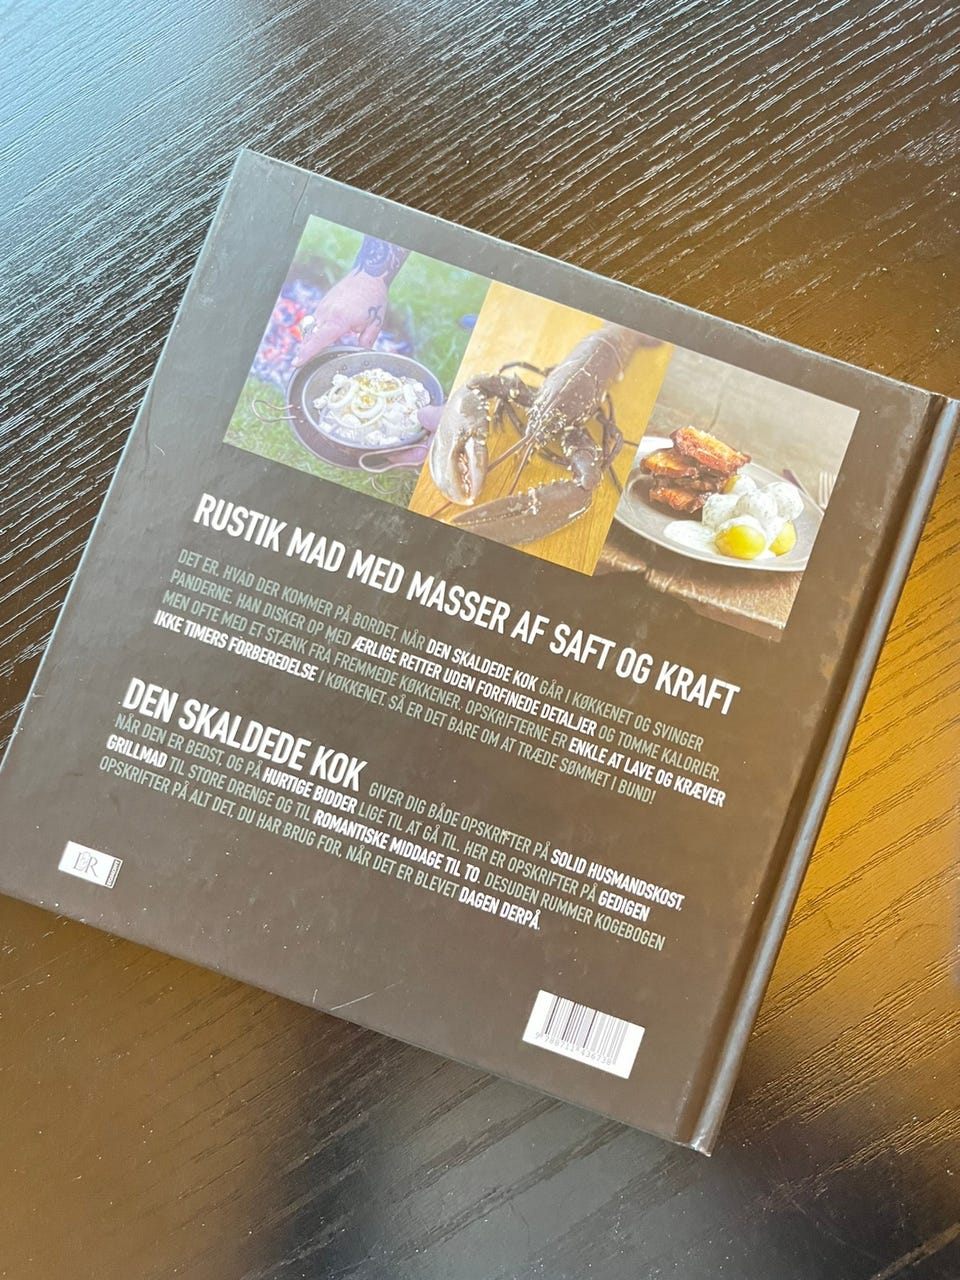 RUSTIK MAD MED MASSER AF SAFT OG KRAFT
DET ER, HVAD DER KOMMER PÅ BORDET, NÅR DEN SKALDEDE KOK GÅR I KØKKENET OG SVINGER
PANDERNE. HAN DISKER OP MED ÆRLIGE RETTER UDEN FORFINEDE DETALJER OG TOMME KALORIER.
MEN OFTE MED ET STÆNK FRA FREMMEDE KØKKENER. OPSKRIFTERNE ER ENKLE AT LAVE OG KRÆVER
IKKE TIMERS FORBEREDELSE I KØKKENET, SÅ ER DET BARE OM AT TRÆDE SØMMET I BUND!
DEN SKALDEDE KOK GIVER DIG BÅDE OPSKRIFTER PÅ SOLID HUSMANDSKOST,
NÅR DEN ER BEDST, OG PÅ HURTIGE BIDDER LIGE TIL AT GÅ TIL. HER ER OPSKRIFTER PÅ GEDIGEN
GRILLMAD TIL STORE DRENGE OG TIL ROMANTISKE MIDDAGE TIL TO. DESUDEN RUMMER KOGEBOGEN
OPSKRIFTER PÅ ALT DET, DU HAR BRUG FOR, NÅR DET ER BLEVET DAGEN DERPÅ.
L&R
9 788711 436738